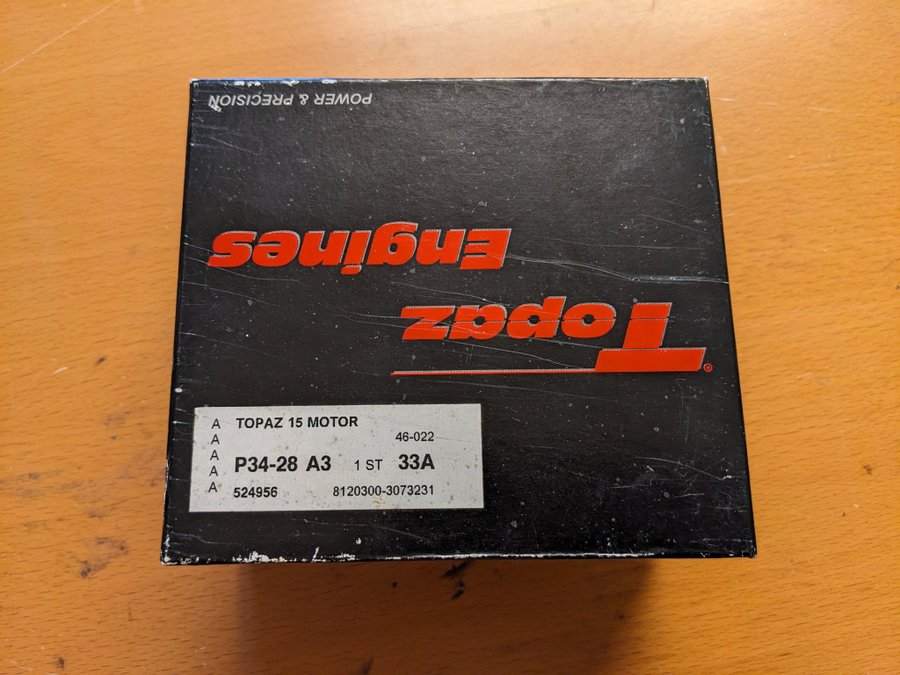 POWER & PRECISION
Engines
Topaz®
A TOPAZ 15 MOTOR
A 46-022
A
A P34-28 A3 1 ST 33A
A 524956 8120300-3073231